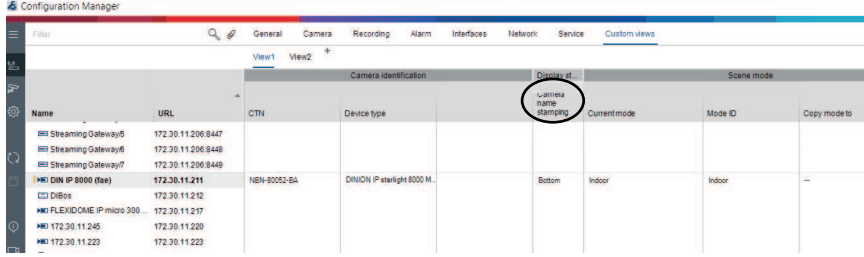 Configuration Manager
Filter General Camera Recording Alarm Interfaces Network Service Custom views
View1 View2 +
Camera identification Display st... Scene mode
Name URL CTN Device type Camera name stamping Current mode Mode ID Copy mode to
Streaming Gateway/5 172.30.11.206:8447
Streaming Gateway/6 172.30.11.206:8448
Streaming Gateway/7 172.30.11.206:8449
DIN IP 8000 (fae) 172.30.11.211 NBN-80052-BA DINION IP starlight 8000 M... Bottom Indoor Indoor --
DiBos 172.30.11.212
FLEXIDOME IP micro 300... 172.30.11.217
172.30.11.245 172.30.11.220
172.30.11.223 172.30.11.223